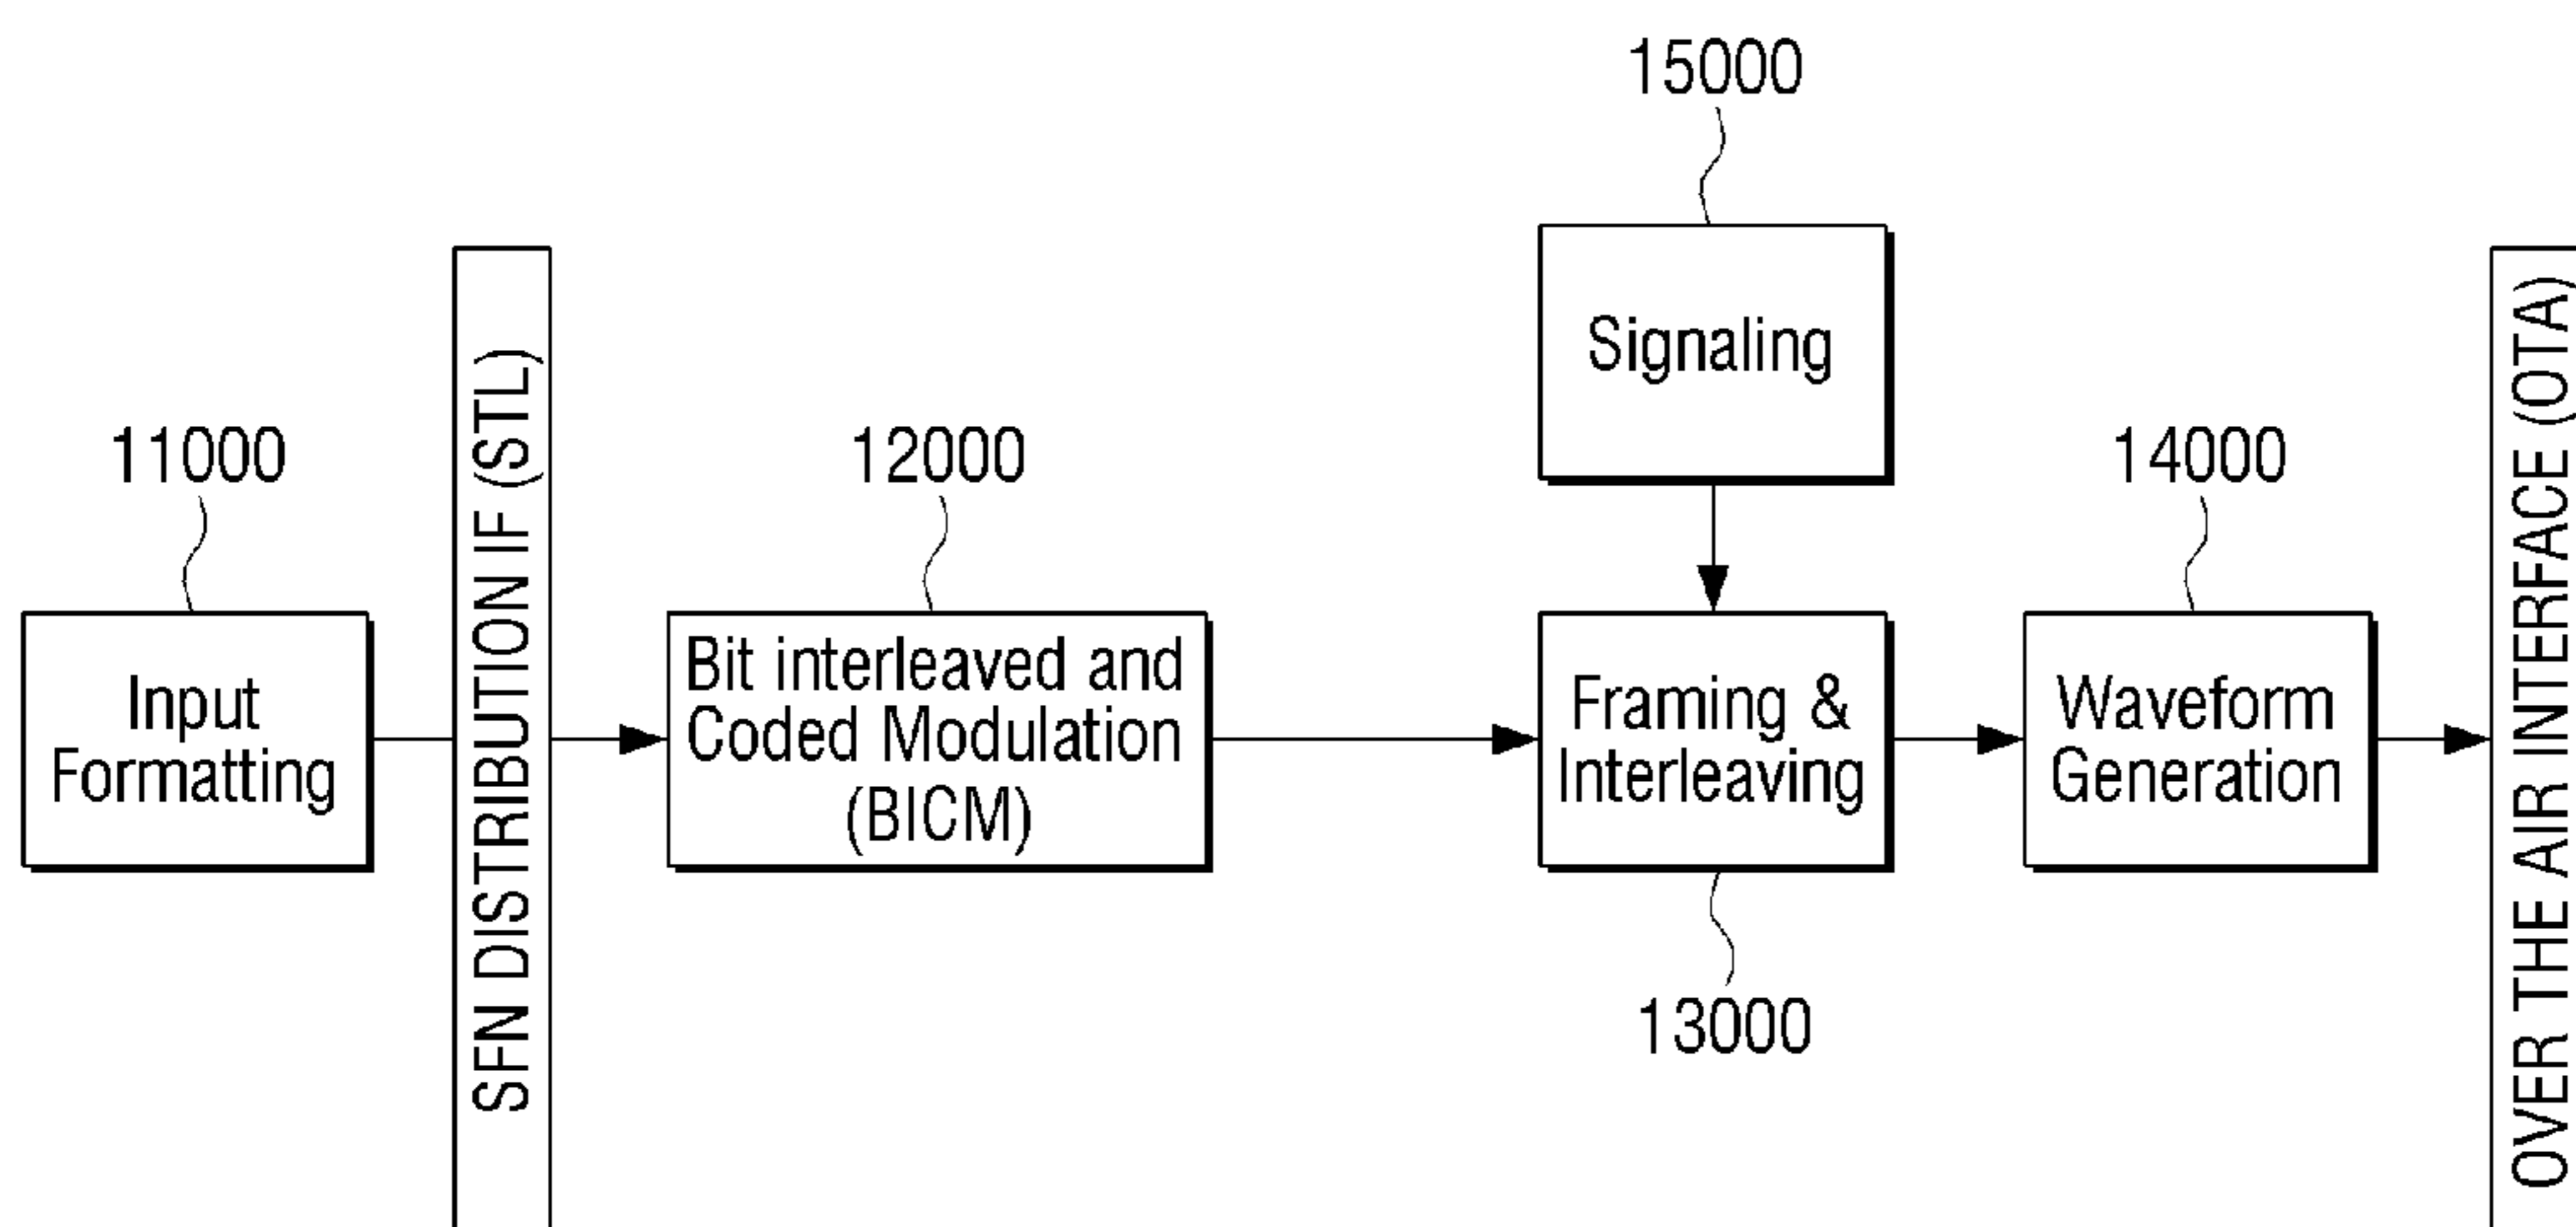 15000
Signaling
11000
Input
Formatting
SFN DISTRIBUTION IF (STL)
12000
Bit interleaved and
Coded Modulation
(BICM)
Framing &
Interleaving
13000
14000
Waveform
Generation
OVER THE AIR INTERFACE (OTA)